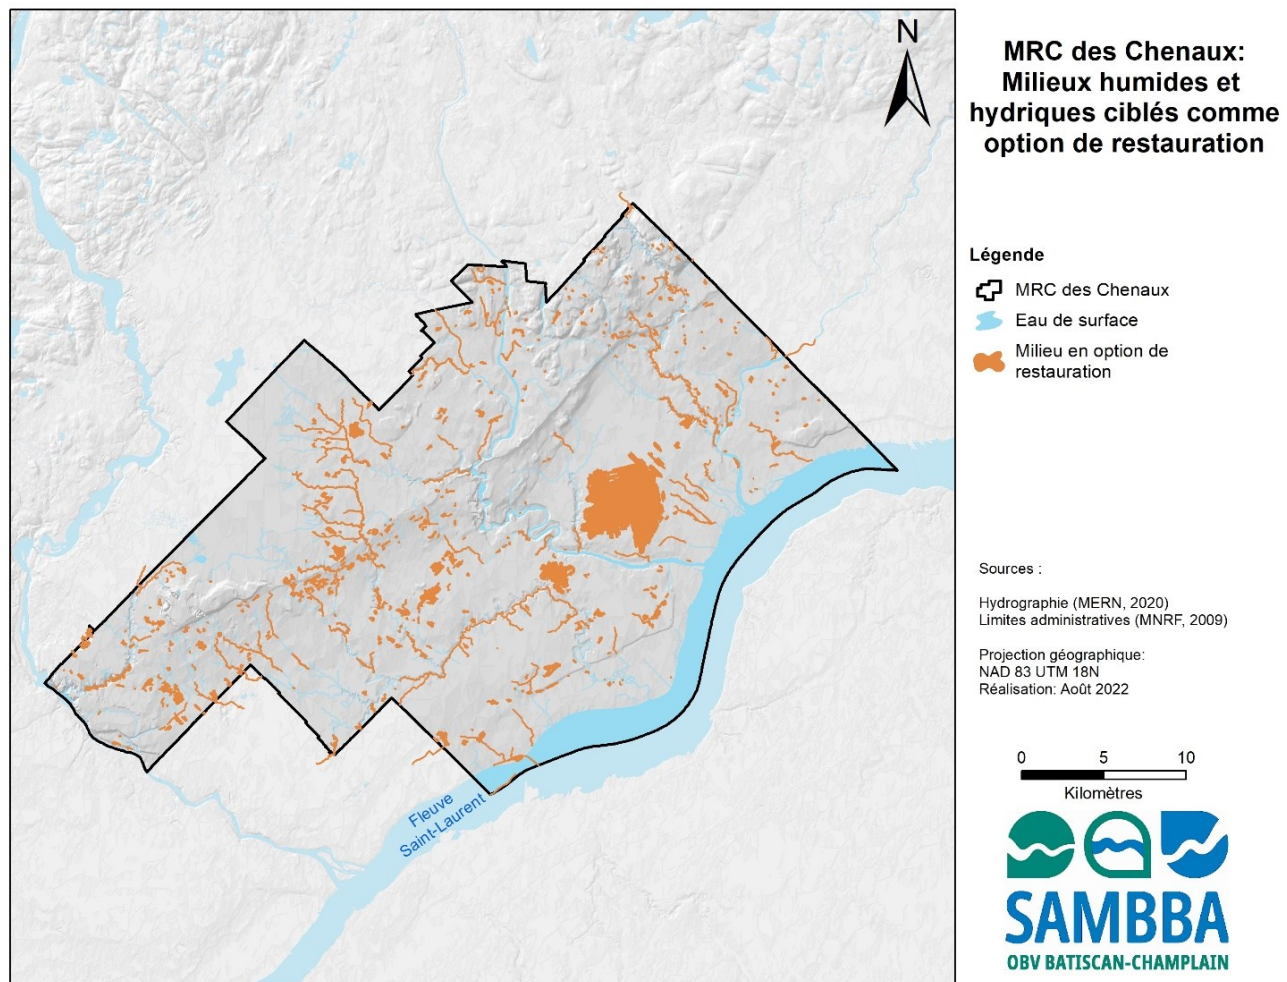 N
MRC des Chenaux:
Milieux humides et
hydriques ciblés comme
option de restauration
Légende
MRC des Chenaux
Eau de surface
Milieu en option de
restauration
Sources :
Hydrographie (MERN, 2020)
Limites administratives (MNRF, 2009)
Projection géographique:
NAD 83 UTM 18N
Réalisation: Août 2022
0 5 10
Kilomètres
Fleuve
Saint-Laurent
SAMBBA
OBV BATISCAN-CHAMPLAIN